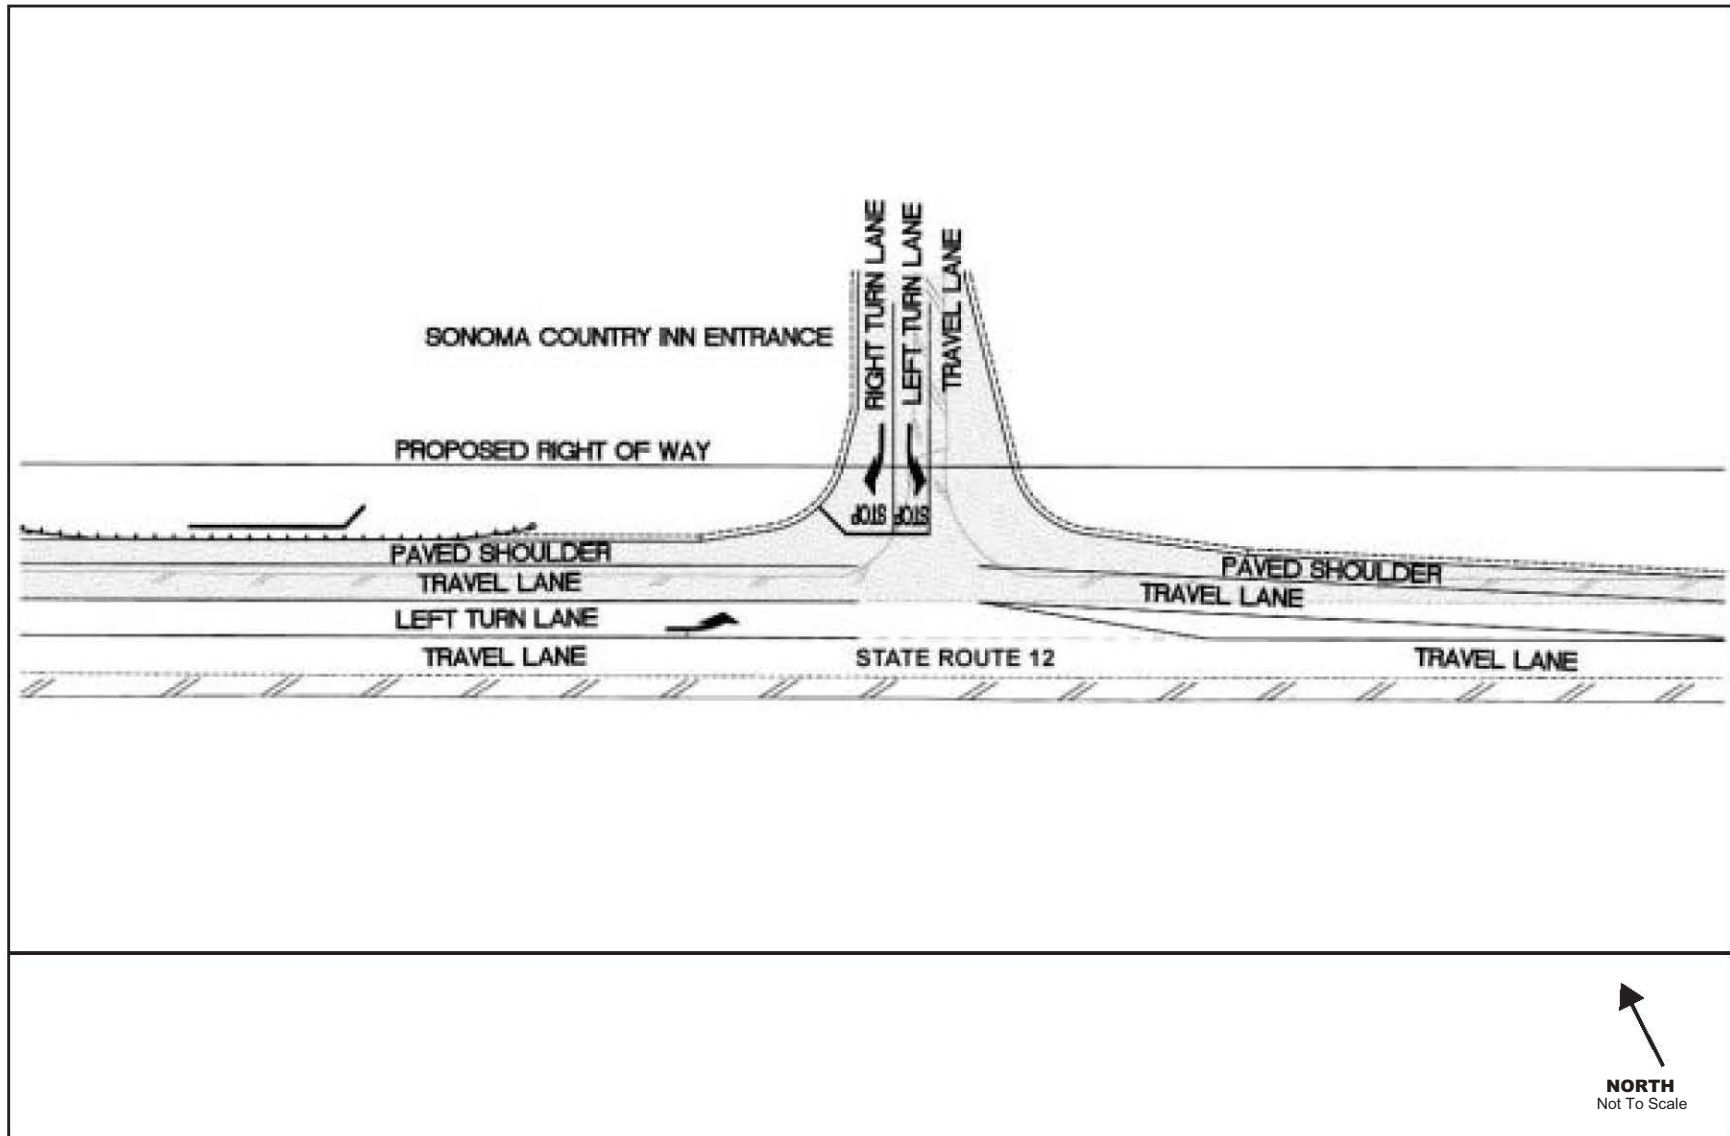 RIGHT TURN LANE
LEFT TURN LANE
TRAVEL LANE
SONOMA COUNTRY INN ENTRANCE
PROPOSED RIGHT OF WAY
STOP
STOP
PAVED SHOULDER
PAVED SHOULDER
TRAVEL LANE
TRAVEL LANE
LEFT TURN LANE
TRAVEL LANE
STATE ROUTE 12
TRAVEL LANE
NORTH
Not To Scale